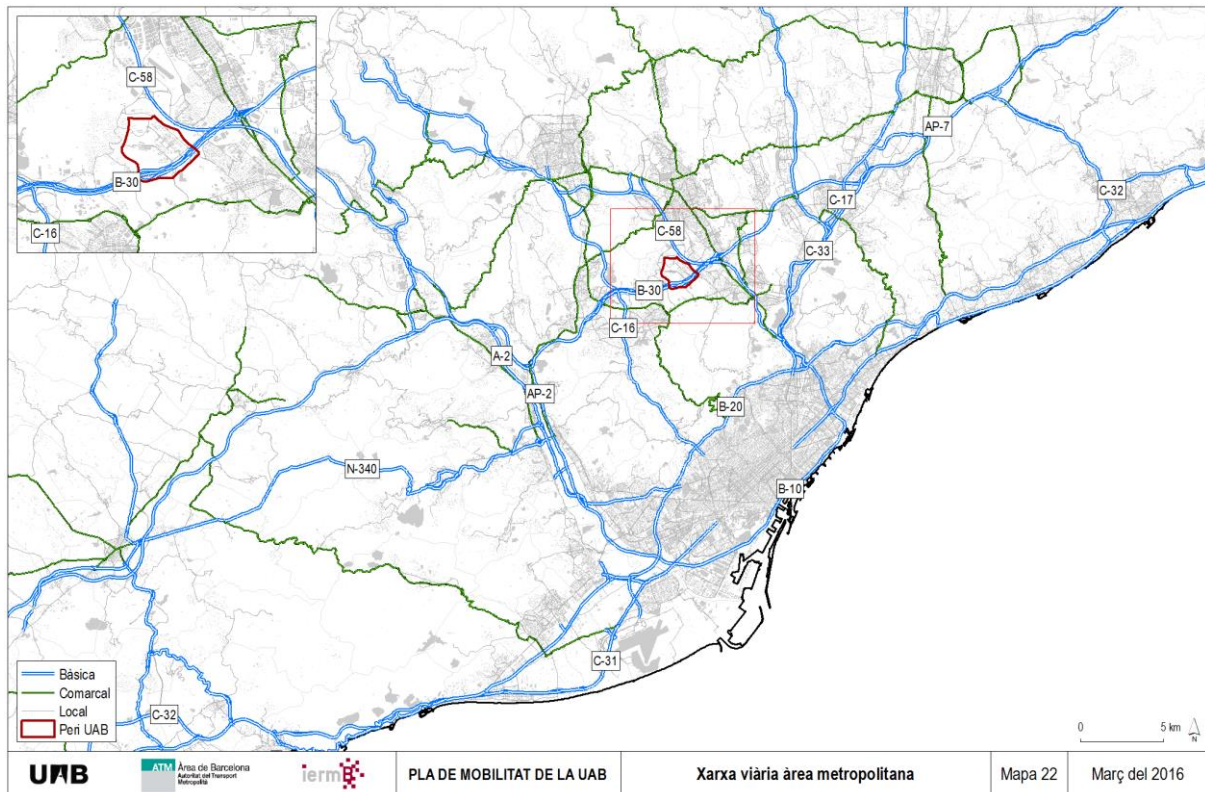 C-58
B-30
C-16
AP-7
C-32
C-17
C-58
C-33
B-30
C-16
A-2
AP-2
B-20
N-340
B-10
C-31
C-32
Bàsica
Comarcal
Local
Peri UAB
0 5 km
N
UAB
ATM Àrea de Barcelona
Autoritat del Transport
Metropolità
iermB
PLA DE MOBILITAT DE LA UAB
Xarxa viària àrea metropolitana
Mapa 22
Març del 2016